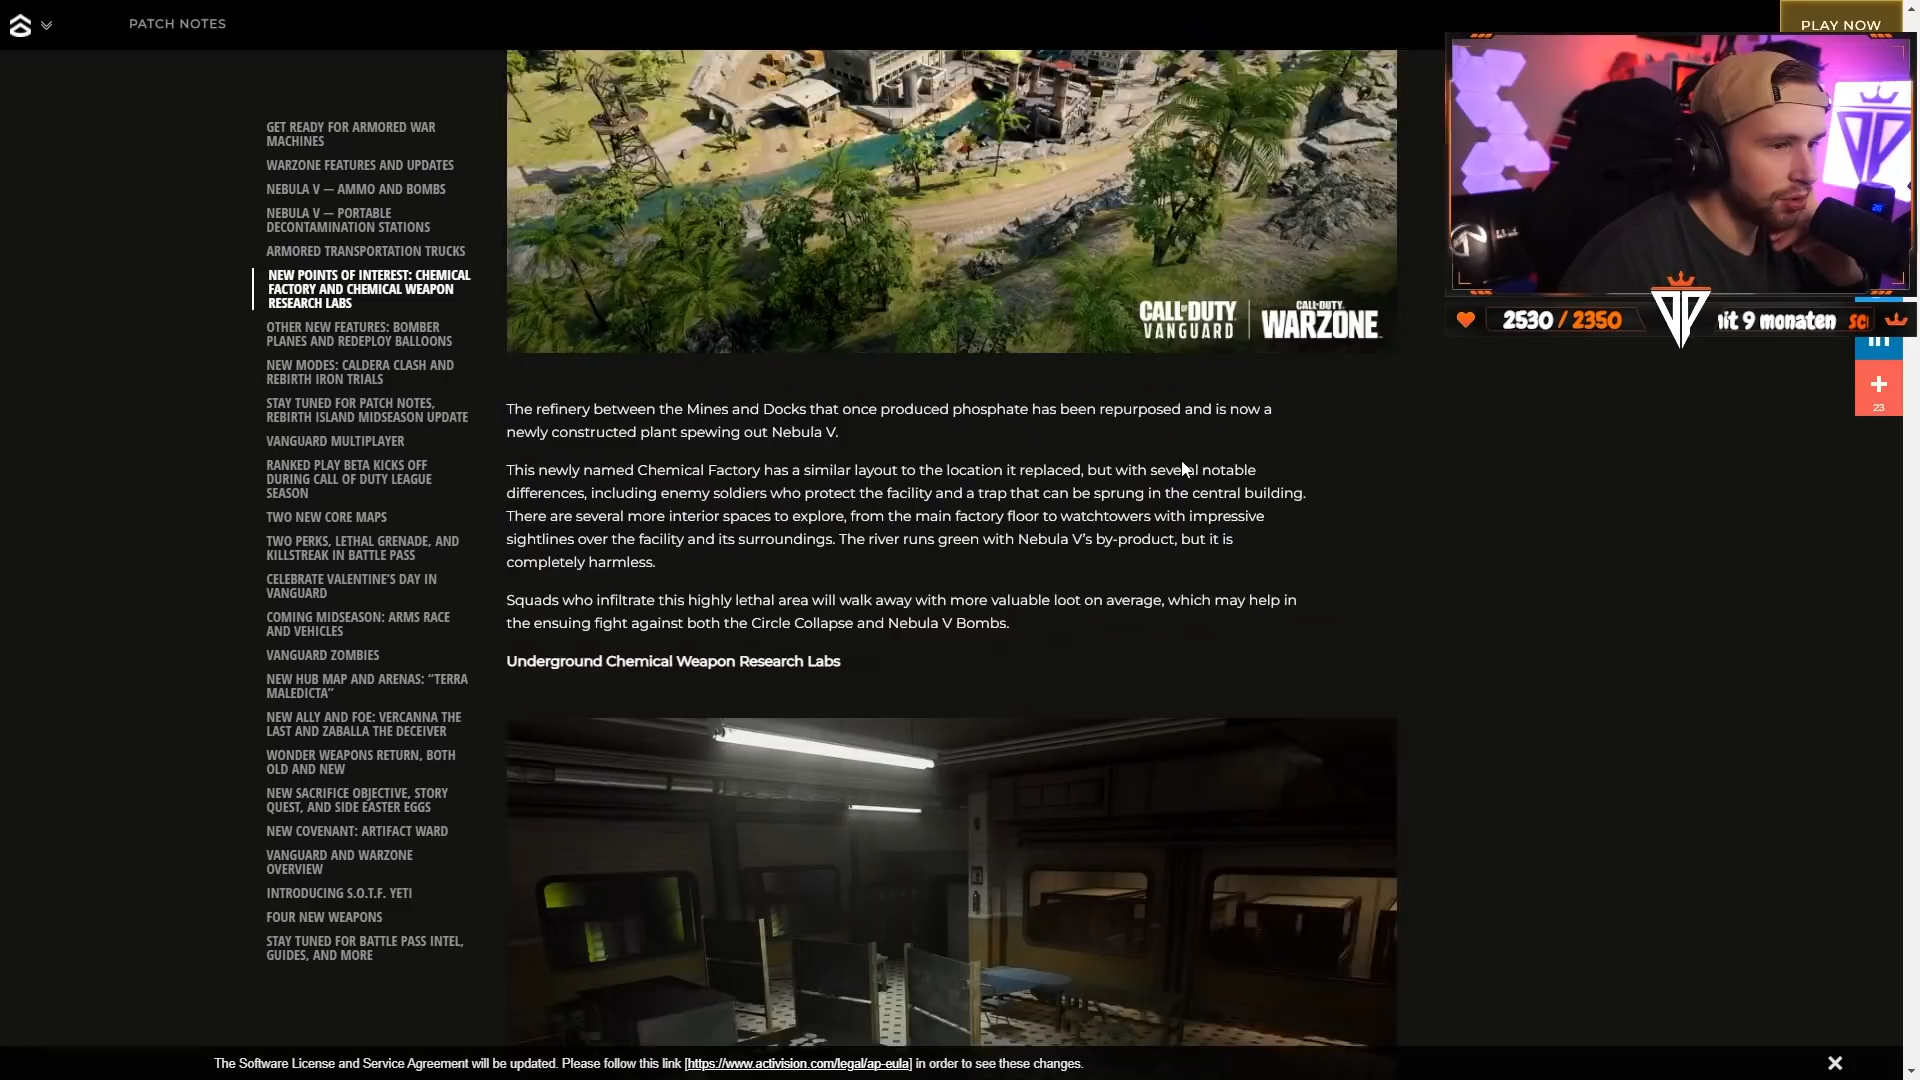 PATCH NOTES
PLAY NOW
GET READY FOR ARMORED WAR
MACHINES
WARZONE FEATURES AND UPDATES
NEBULA V — AMMO AND BOMBS
NEBULA V — PORTABLE
DECONTAMINATION STATIONS
ARMORED TRANSPORTATION TRUCKS
NEW POINTS OF INTEREST: CHEMICAL
FACTORY AND CHEMICAL WEAPON
RESEARCH LABS
OTHER NEW FEATURES: BOMBER
PLANES AND REDEPLOY BALLOONS
NEW MODES: CALDERA CLASH AND
REBIRTH IRON TRIALS
STAY TUNED FOR PATCH NOTES,
REBIRTH ISLAND MIDSEASON UPDATE
VANGUARD MULTIPLAYER
RANKED PLAY BETA KICKS OFF
DURING CALL OF DUTY LEAGUE
SEASON
TWO NEW CORE MAPS
TWO PERKS, LETHAL GRENADE, AND
KILLSTREAK IN BATTLE PASS
CELEBRATE VALENTINE'S DAY IN
VANGUARD
COMING MIDSEASON: ARMS RACE
AND VEHICLES
VANGUARD ZOMBIES
NEW HUB MAP AND ARENAS: “TERRA
MALEDICTA”
NEW ALLY AND FOE: VERCANNA THE
LAST AND ZABALLA THE DECEIVER
WONDER WEAPONS RETURN, BOTH
OLD AND NEW
NEW SACRIFICE OBJECTIVE, STORY
QUEST, AND SIDE EASTER EGGS
NEW COVENANT: ARTIFACT WARD
VANGUARD AND WARZONE
OVERVIEW
INTRODUCING S.O.T.F. YETI
FOUR NEW WEAPONS
STAY TUNED FOR BATTLE PASS INTEL,
GUIDES, AND MORE
CALL OF DUTY VANGUARD
CALL OF DUTY WARZONE
2530 / 2350
nit 9 monaten
in
23
The refinery between the Mines and Docks that once produced phosphate has been repurposed and is now a
newly constructed plant spewing out Nebula V.
This newly named Chemical Factory has a similar layout to the location it replaced, but with several notable
differences, including enemy soldiers who protect the facility and a trap that can be sprung in the central building.
There are several more interior spaces to explore, from the main factory floor to watchtowers with impressive
sightlines over the facility and its surroundings. The river runs green with Nebula V's by-product, but it is
completely harmless.
Squads who infiltrate this highly lethal area will walk away with more valuable loot on average, which may help in
the ensuing fight against both the Circle Collapse and Nebula V Bombs.
Underground Chemical Weapon Research Labs
The Software License and Service Agreement will be updated. Please follow this link [https://www.activision.com/legal/ap-eula] in order to see these changes.